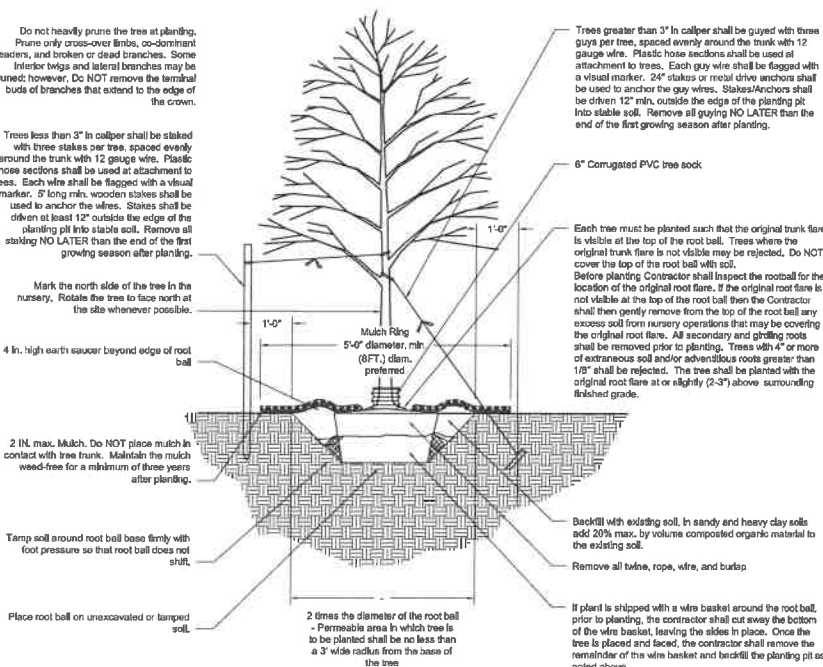 Do not heavily prune the tree at planting.
Prune only cross-over limbs, co-dominant
eaders, and broken or dead branches. Some
Interior twigs and lateral branches may be
runed; however, Do NOT remove the terminal
buds of branches that extend to the edge of
the crown.
Trees less than 3" in caliper shall be staked
with three stakes per tree, spaced evenly
around the trunk with 12 gauge wire. Plastic
hose sections shall be used at attachment to
ees. Each wire shall be flagged with a visual
marker. 5' long min. wooden stakes shall be
used to anchor the wires. Stakes shall be
driven at least 12" outside the edge of the
planting pit into stable soil. Remove all
staking NO LATER than the end of the first
growing season after planting.
Mark the north side of the tree in the
nursery. Rotate the tree to face north at
the site whenever possible.
4 in. high earth saucer beyond edge of root
ball
2 IN. max. Mulch. Do NOT place mulch in
contact with tree trunk. Maintain the mulch
weed-free for a minimum of three years
after planting.
Tamp soil around root ball base firmly with
foot pressure so that root ball does not
shift.
Place root ball on unexcavated or tamped
soil.
1'-0"
1'-0"
Mulch Ring
5'-0" diameter, min
(8FT.) diam.
preferred
2 times the diameter of the root ball
- Permeable area in which tree is
to be planted shall be no less than
a 3' wide radius from the base of
the tree
Trees greater than 3" in caliper shall be guyed with three
guys per tree, spaced evenly around the trunk with 12
gauge wire. Plastic hose sections shall be used at
attachment to trees. Each guy wire shall be flagged with
a visual marker. 24" stakes or metal drive anchors shall
be used to anchor the guy wires. Stakes/Anchors shall
be driven 12" min. outside the edge of the planting pit
into stable soil. Remove all guying NO LATER than the
end of the first growing season after planting.
6" Corrugated PVC tree sock
Each tree must be planted such that the original trunk flare
is visible at the top of the root ball. Trees where the
original trunk flare is not visible may be rejected. Do NOT
cover the top of the root ball with soil.
Before planting Contractor shall inspect the rootball for the
location of the original root flare. If the original root flare is
not visible at the top of the root ball then the Contractor
shall then gently remove from the top of the root ball any
excess soil from nursery operations that may be covering
the original root flare. All secondary and girdling roots
shall be removed prior to planting. Trees with 4" or more
of extraneous soil and/or adventitious roots greater than
1/8" shall be rejected. The tree shall be planted with the
original root flare at or slightly (2-3") above surrounding
finished grade.
Backfill with existing soil, in sandy and heavy clay soils
add 20% max. by volume composted organic material to
the existing soil.
Remove all twine, rope, wire, and burlap
If plant is shipped with a wire basket around the root ball,
prior to planting, the contractor shall cut away the bottom
of the wire basket, leaving the sides in place. Once the
tree is placed and faced, the contractor shall remove the
remainder of the wire basket and backfill the planting pit as
noted above.